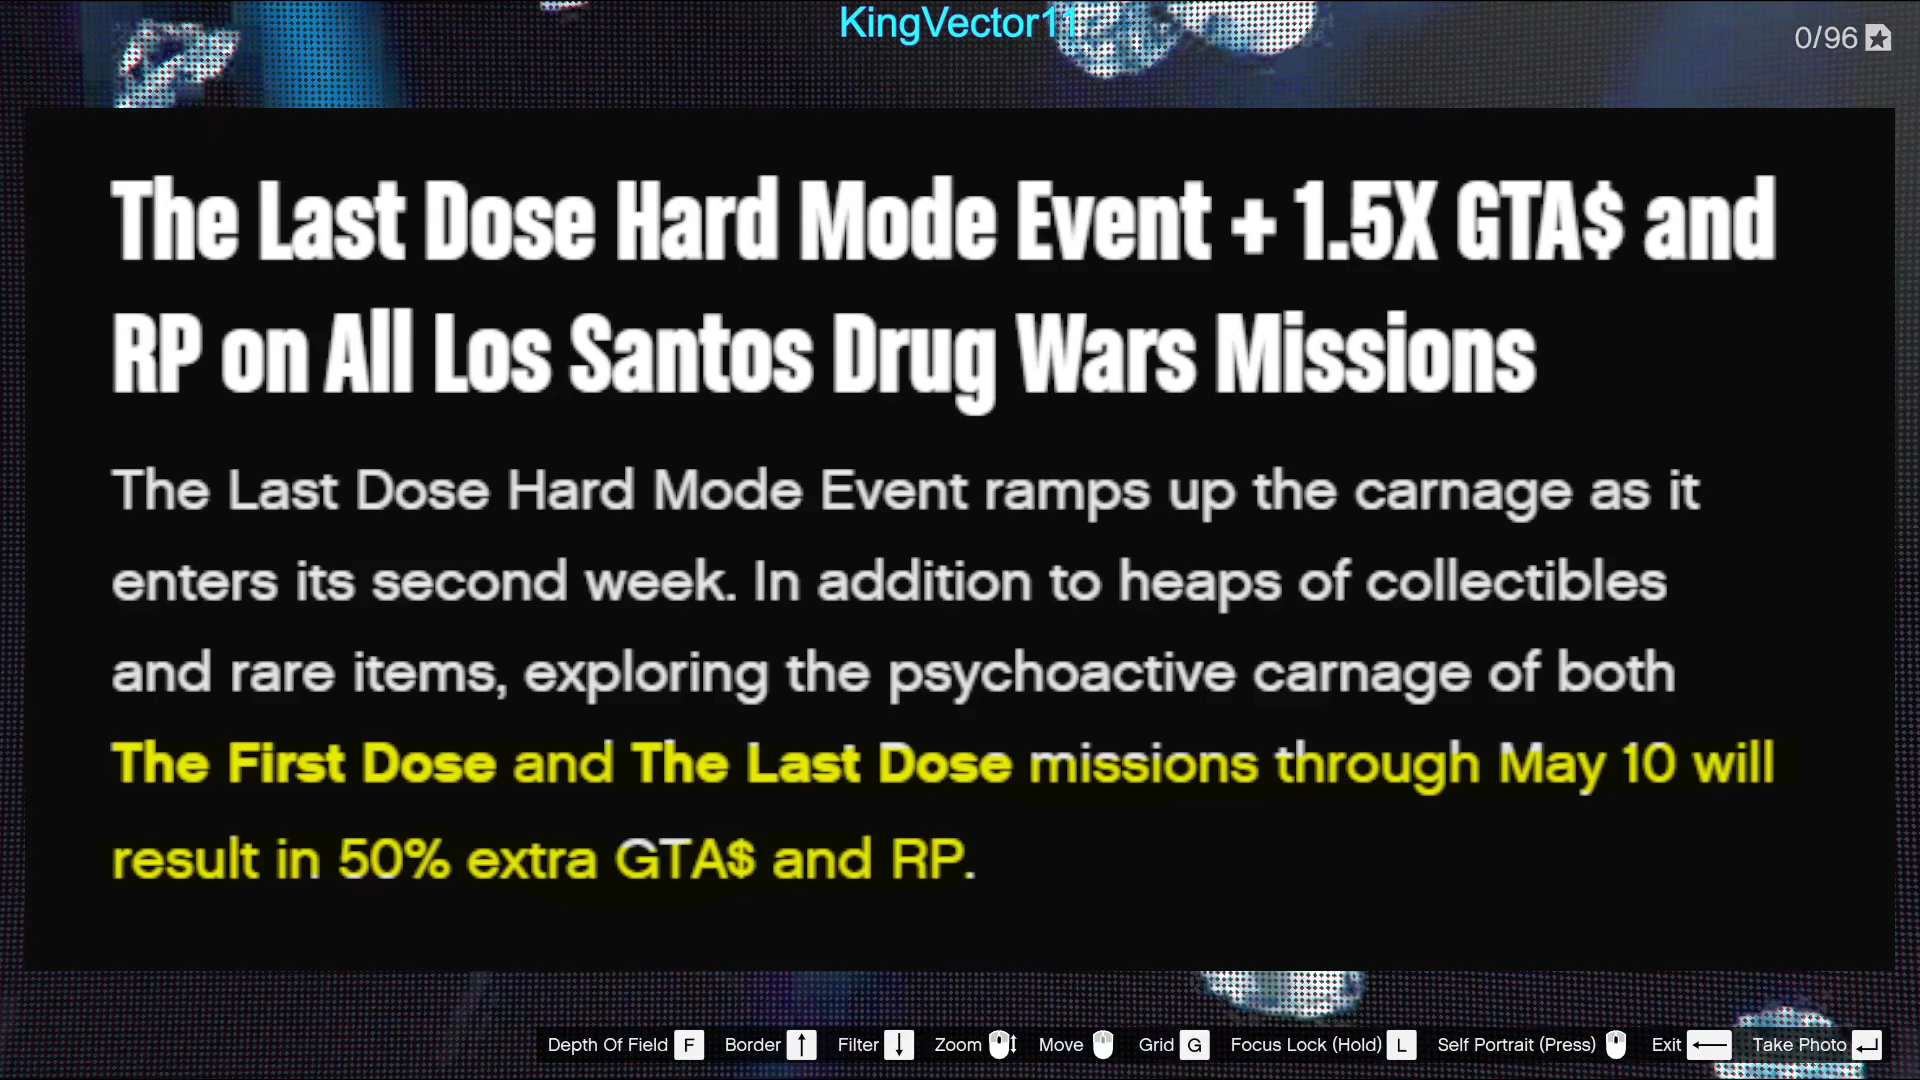 KingVector11
0/96
The Last Dose Hard Mode Event + 1.5X GTA$ and
RP on All Los Santos Drug Wars Missions
The Last Dose Hard Mode Event ramps up the carnage as it
enters its second week. In addition to heaps of collectibles
and rare items, exploring the psychoactive carnage of both
The First Dose and The Last Dose missions through May 10 will
result in 50% extra GTA$ and RP.
Depth Of Field F Border ↑ Filter ↓ Zoom Move Grid G Focus Lock (Hold) L Self Portrait (Press) Exit ← Take Photo ↵